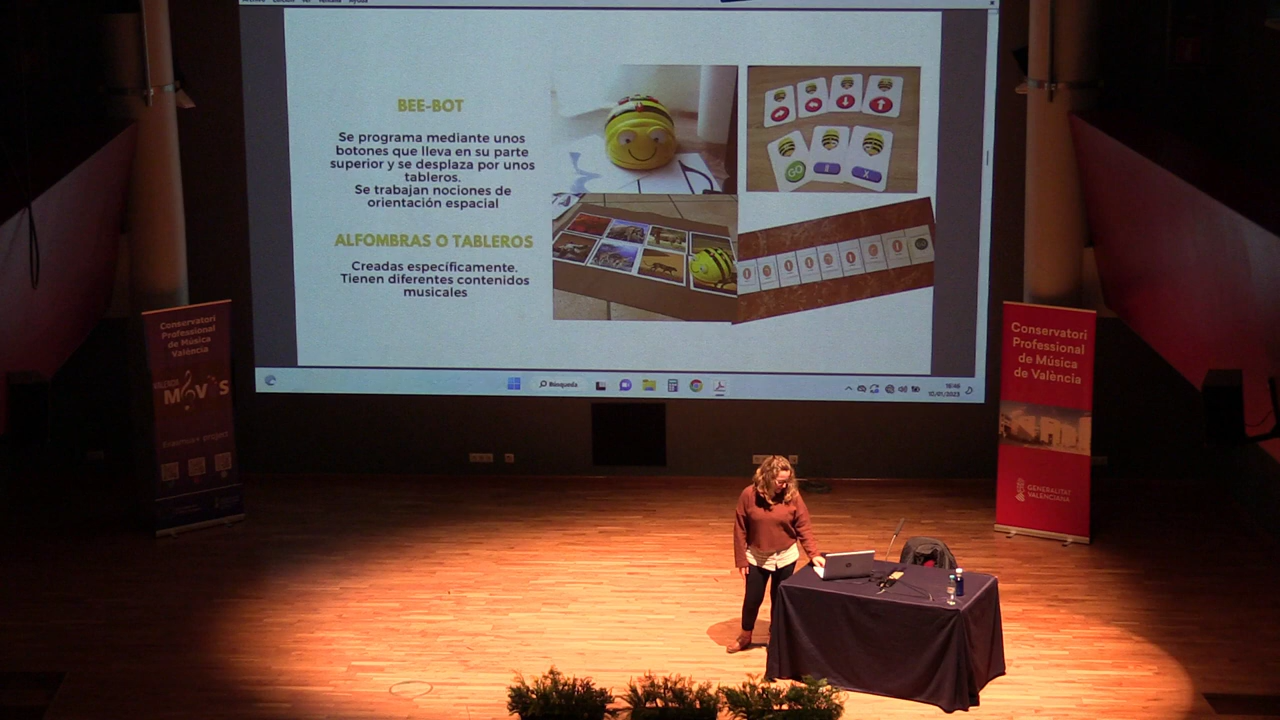 BEE-BOT
Se programa mediante unos
botones que lleva en su parte
superior y se desplaza por unos
tableros.
Se trabajan nociones de
orientación espacial
ALFOMBRAS O TABLEROS
Creadas específicamente.
Tienen diferentes contenidos
musicales
GO
X
Búsqueda
Conservatori
Professional
de Música
València
Conservatori
Professional
de Música
de València
GENERALITAT
VALENCIANA